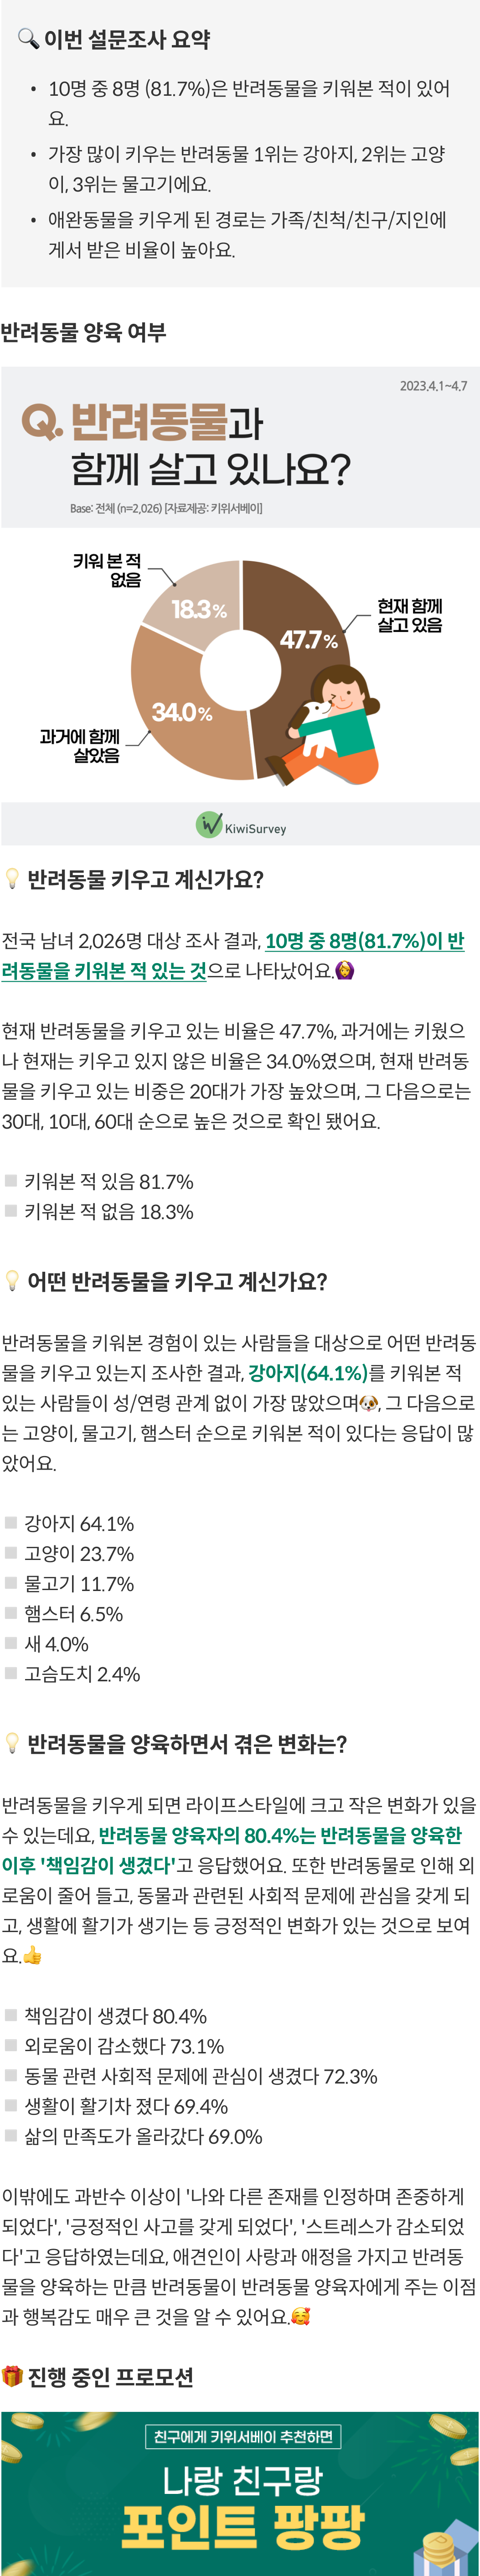 이번 설문조사 요약
• 10명 중 8명 (81.7%)은 반려동물을 키워본 적이 있어
요.
• 가장 많이 키우는 반려동물 1위는 강아지, 2위는 고양
이, 3위는 물고기에요.
• 애완동물을 키우게 된 경로는 가족/친척/친구/지인에
게서 받은 비율이 높아요.
반려동물 양육 여부
2023.4.1~4.7
Q. 반려동물과
함께 살고 있나요?
Base: 전체 (n=2,026) [자료제공: 키위서베이]
키워 본 적
없음
18.3%
현재 함께
살고 있음
47.7%
34.0%
과거에 함께
살았음
KiwiSurvey
반려동물 키우고 계신가요?
전국 남녀 2,026명 대상 조사 결과, 10명 중 8명(81.7%)이 반
려동물을 키워본 적 있는 것으로 나타났어요.
현재 반려동물을 키우고 있는 비율은 47.7%, 과거에는 키웠으
나 현재는 키우고 있지 않은 비율은 34.0%였으며, 현재 반려동
물을 키우고 있는 비중은 20대가 가장 높았으며, 그 다음으로는
30대, 10대, 60대 순으로 높은 것으로 확인 됐어요.
키워본 적 있음 81.7%
키워본 적 없음 18.3%
어떤 반려동물을 키우고 계신가요?
반려동물을 키워본 경험이 있는 사람들을 대상으로 어떤 반려동
물을 키우고 있는지 조사한 결과, 강아지(64.1%)를 키워본 적
있는 사람들이 성/연령 관계 없이 가장 많았으며, 그 다음으로
는 고양이, 물고기, 햄스터 순으로 키워본 적이 있다는 응답이 많
았어요.
강아지 64.1%
고양이 23.7%
물고기 11.7%
햄스터 6.5%
새 4.0%
고슴도치 2.4%
반려동물을 양육하면서 겪은 변화는?
반려동물을 키우게 되면 라이프스타일에 크고 작은 변화가 있을
수 있는데요, 반려동물 양육자의 80.4%는 반려동물을 양육한
이후 '책임감이 생겼다'고 응답했어요. 또한 반려동물로 인해 외
로움이 줄어 들고, 동물과 관련된 사회적 문제에 관심을 갖게 되
고, 생활에 활기가 생기는 등 긍정적인 변화가 있는 것으로 보여
요.
책임감이 생겼다 80.4%
외로움이 감소했다 73.1%
동물 관련 사회적 문제에 관심이 생겼다 72.3%
생활이 활기차 졌다 69.4%
삶의 만족도가 올라갔다 69.0%
이밖에도 과반수 이상이 '나와 다른 존재를 인정하며 존중하게
되었다', '긍정적인 사고를 갖게 되었다', '스트레스가 감소되었
다'고 응답하였는데요, 애견인이 사랑과 애정을 가지고 반려동
물을 양육하는 만큼 반려동물이 반려동물 양육자에게 주는 이점
과 행복감도 매우 큰 것을 알 수 있어요.
진행 중인 프로모션
친구에게 키위서베이 추천하면
나랑 친구랑
포인트 팡팡